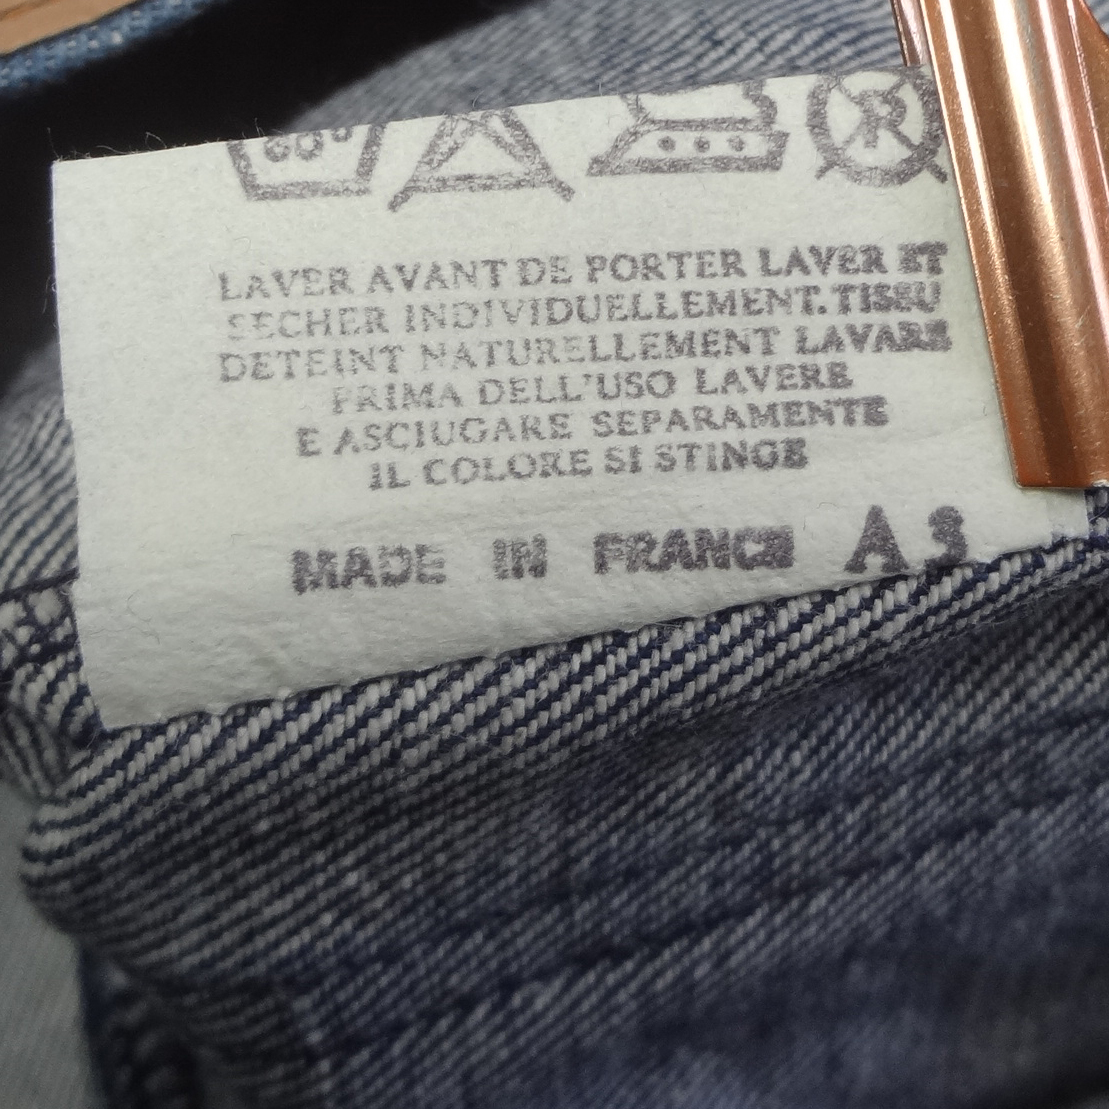 60°
R
LAVER AVANT DE PORTER LAVER ET
SECHER INDIVIDUELLEMENT. TISSU
DETEINT NATURELLEMENT LAVARE
PRIMA DELL'USO LAVERE
E ASCIUGARE SEPARAMENTE
IL COLORE SI STINGE
MADE IN FRANCE A 3